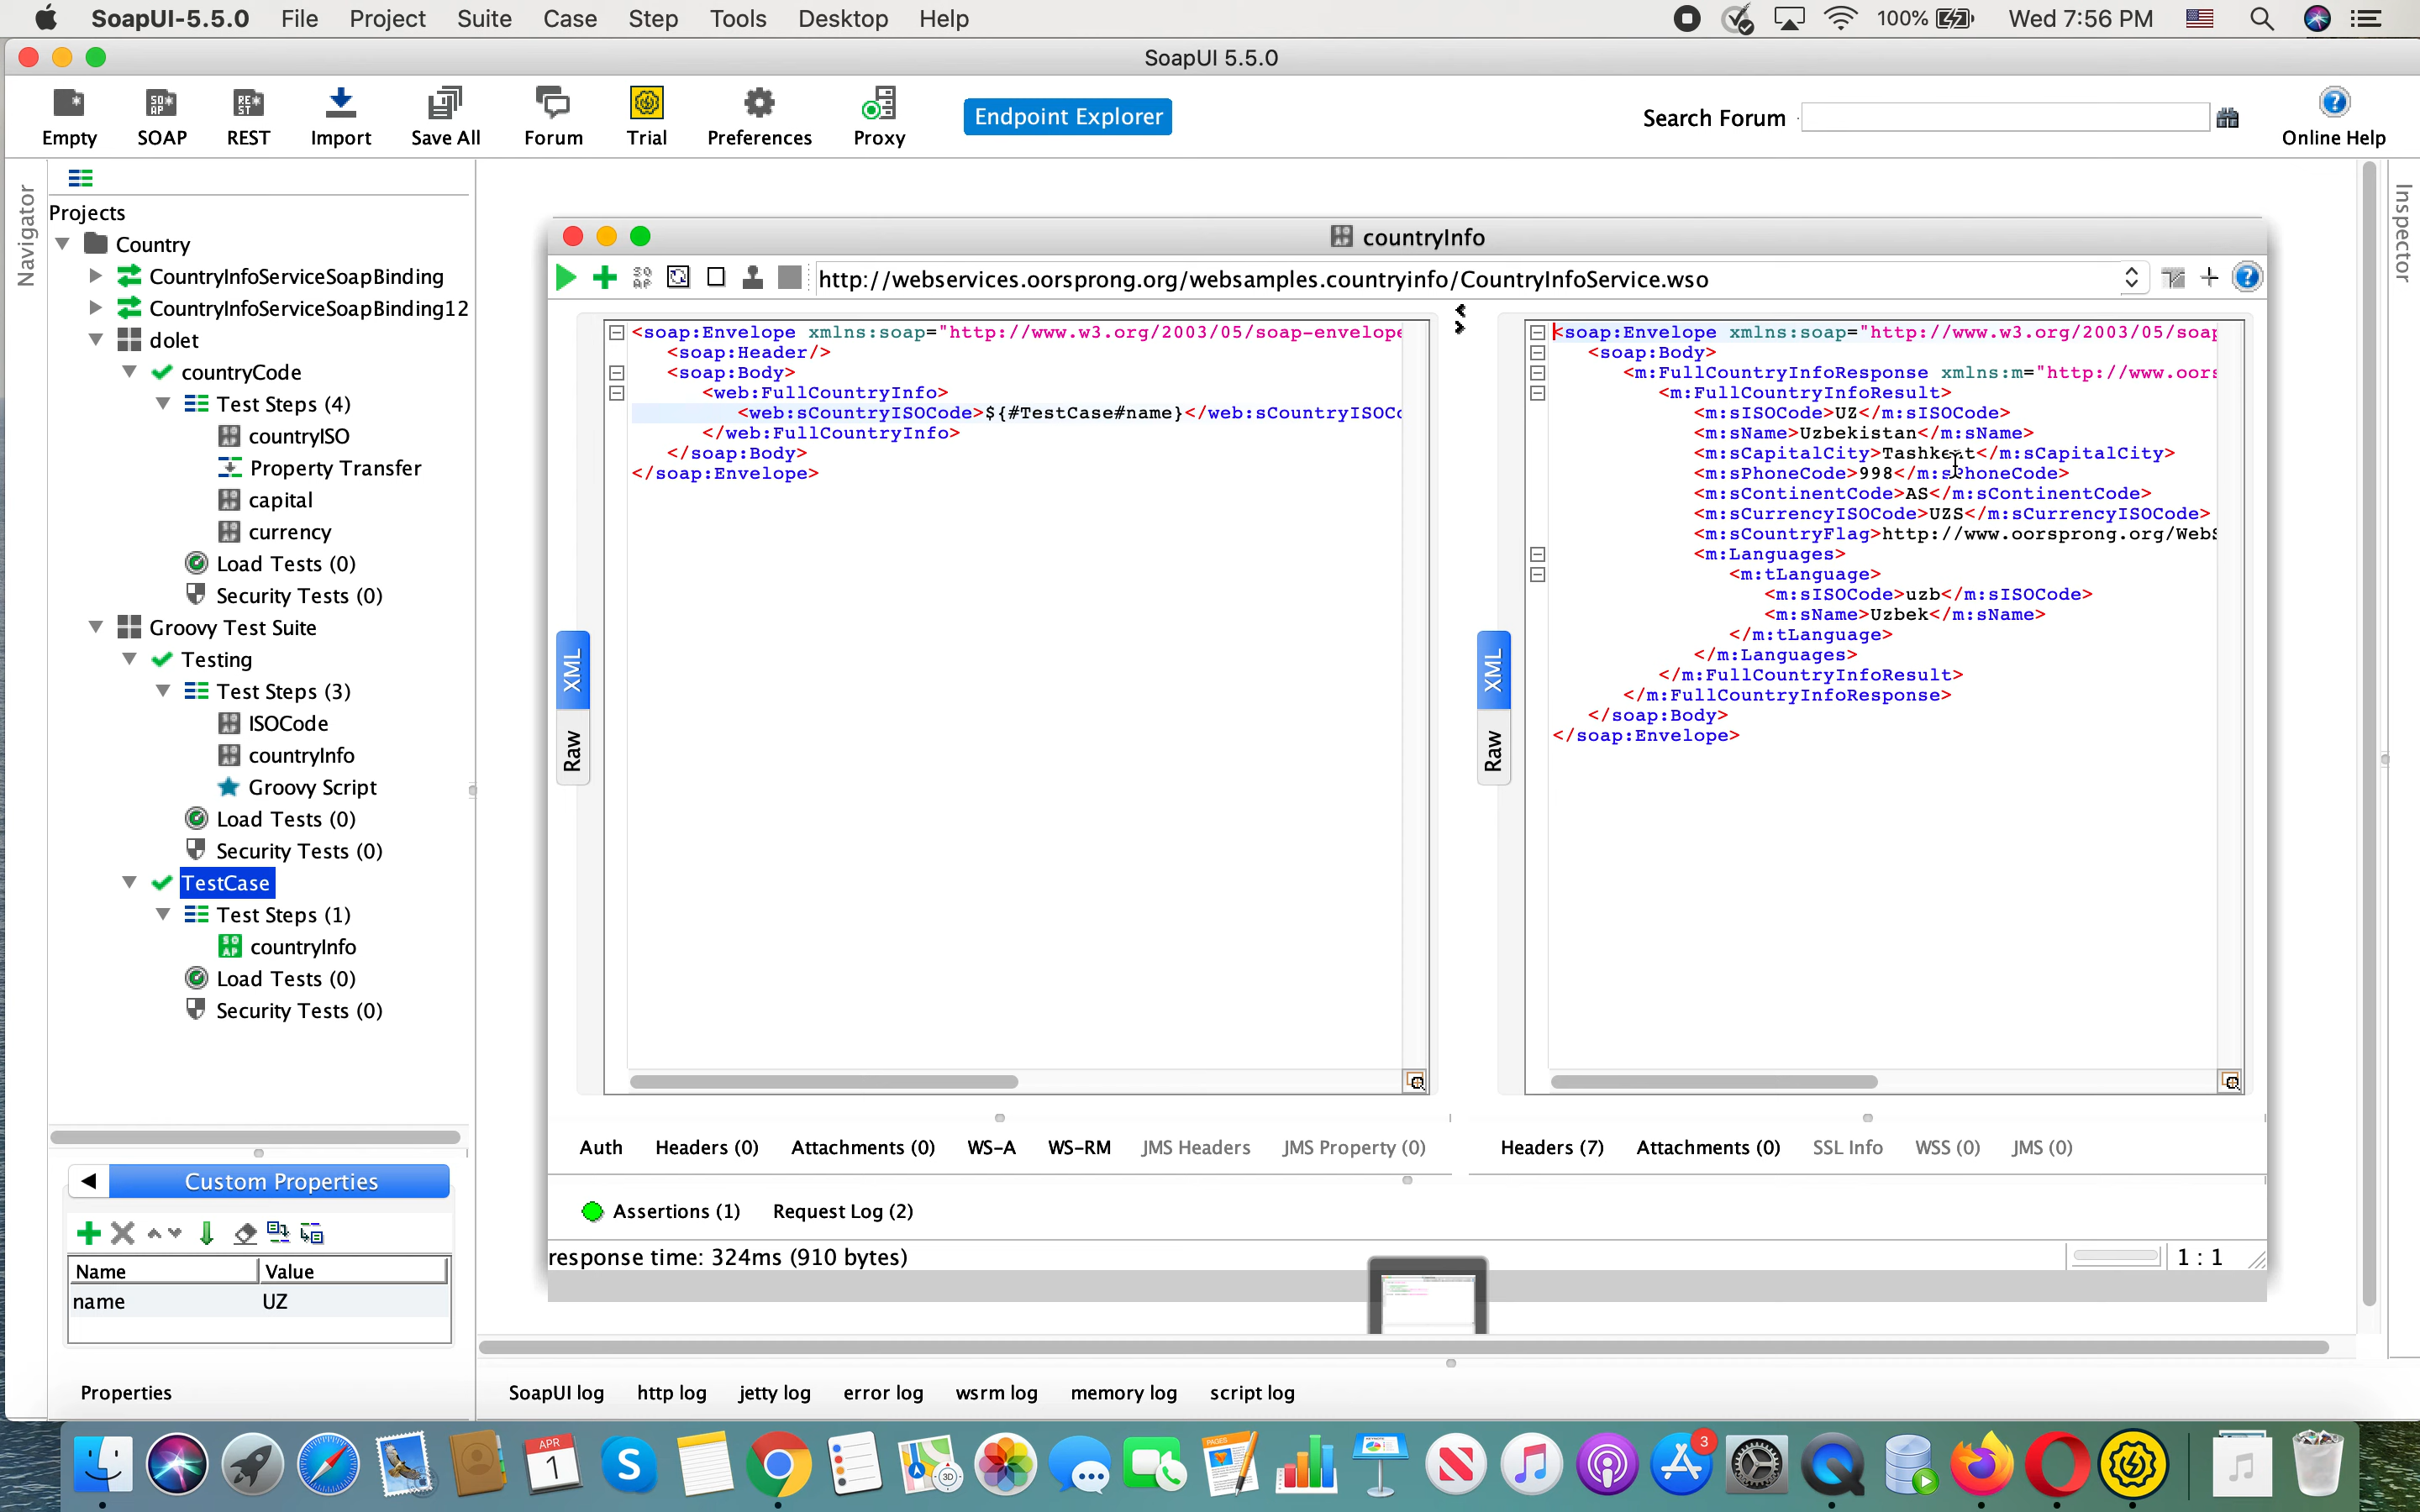 SoapUI-5.5.0 File Project Suite Case Step Tools Desktop Help 100% Wed 7:56 PM
SoapUI 5.5.0
Empty SOAP REST Import Save All Forum Trial Preferences Proxy
Endpoint Explorer
Search Forum
Online Help
Navigator
Inspector
Projects
Country
CountryInfoServiceSoapBinding
CountryInfoServiceSoapBinding12
dolet
countryCode
Test Steps (4)
countryISO
Property Transfer
capital
currency
Load Tests (0)
Security Tests (0)
Groovy Test Suite
Testing
Test Steps (3)
ISOCode
countryInfo
Groovy Script
Load Tests (0)
Security Tests (0)
TestCase
Test Steps (1)
countryInfo
Load Tests (0)
Security Tests (0)
Custom Properties
Name Value
name UZ
Properties
countryInfo
http://webservices.oorsprong.org/websamples.countryinfo/CountryInfoService.wso
XML
Raw
<soap:Envelope xmlns:soap="http://www.w3.org/2003/05/soap-envelope
<soap:Header/>
<soap:Body>
<web:FullCountryInfo>
<web:sCountryISOCode>${#TestCase#name}</web:sCountryISOCo
</web:FullCountryInfo>
</soap:Body>
</soap:Envelope>
XML
Raw
<soap:Envelope xmlns:soap="http://www.w3.org/2003/05/soap
<soap:Body>
<m:FullCountryInfoResponse xmlns:m="http://www.oors
<m:FullCountryInfoResult>
<m:sISOCode>UZ</m:sISOCode>
<m:sName>Uzbekistan</m:sName>
<m:sCapitalCity>Tashkent</m:sCapitalCity>
<m:sPhoneCode>998</m:sPhoneCode>
<m:sContinentCode>AS</m:sContinentCode>
<m:sCurrencyISOCode>UZS</m:sCurrencyISOCode>
<m:sCountryFlag>http://www.oorsprong.org/WebS
<m:Languages>
<m:tLanguage>
<m:sISOCode>uzb</m:sISOCode>
<m:sName>Uzbek</m:sName>
</m:tLanguage>
</m:Languages>
</m:FullCountryInfoResult>
</m:FullCountryInfoResponse>
</soap:Body>
</soap:Envelope>
Auth Headers (0) Attachments (0) WS-A WS-RM JMS Headers JMS Property (0)
Headers (7) Attachments (0) SSL Info WSS (0) JMS (0)
Assertions (1) Request Log (2)
response time: 324ms (910 bytes)
1 : 1
SoapUI log http log jetty log error log wsrm log memory log script log
APR
1
3D
PAGES
3